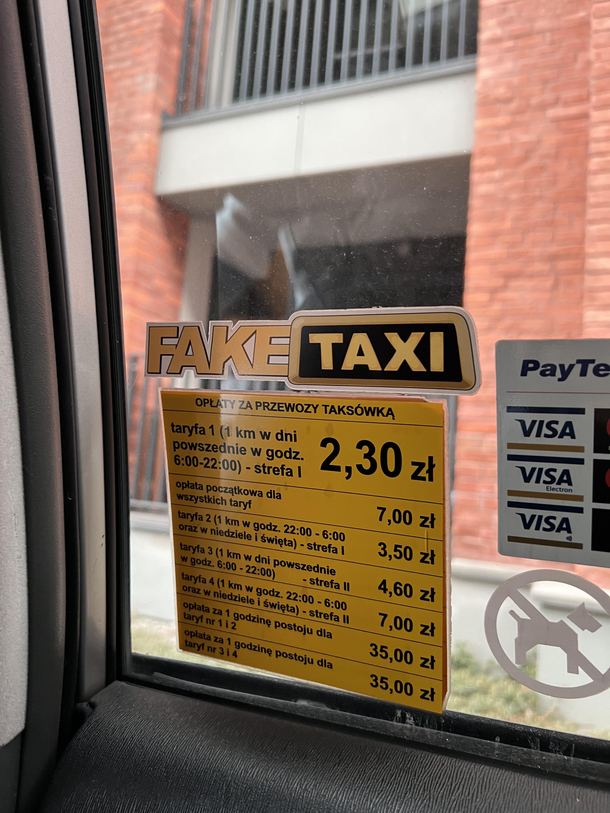 FAKE TAXI
OPŁATY ZA PRZEWOZY TAKSÓWKĄ
taryfa 1 (1 km w dni
powszednie w godz.
6:00-22:00) - strefa I
2,30 zł
opłata początkowa dla
wszystkich taryf
7,00 zł
taryfa 2 (1 km w godz. 22:00 - 6:00
oraz w niedziele i święta) - strefa I
3,50 zł
taryfa 3 (1 km w dni powszednie
w godz. 6:00 - 22:00) - strefa II
4,60 zł
taryfa 4 (1 km w godz. 22:00 - 6:00
oraz w niedziele i święta) - strefa II
7,00 zł
opłata za 1 godzinę postoju dla
taryf nr 1 i 2
35,00 zł
opłata za 1 godzinę postoju dla
taryf nr 3 i 4
35,00 zł
PayTe
VISA
VISA
Electron
VISA